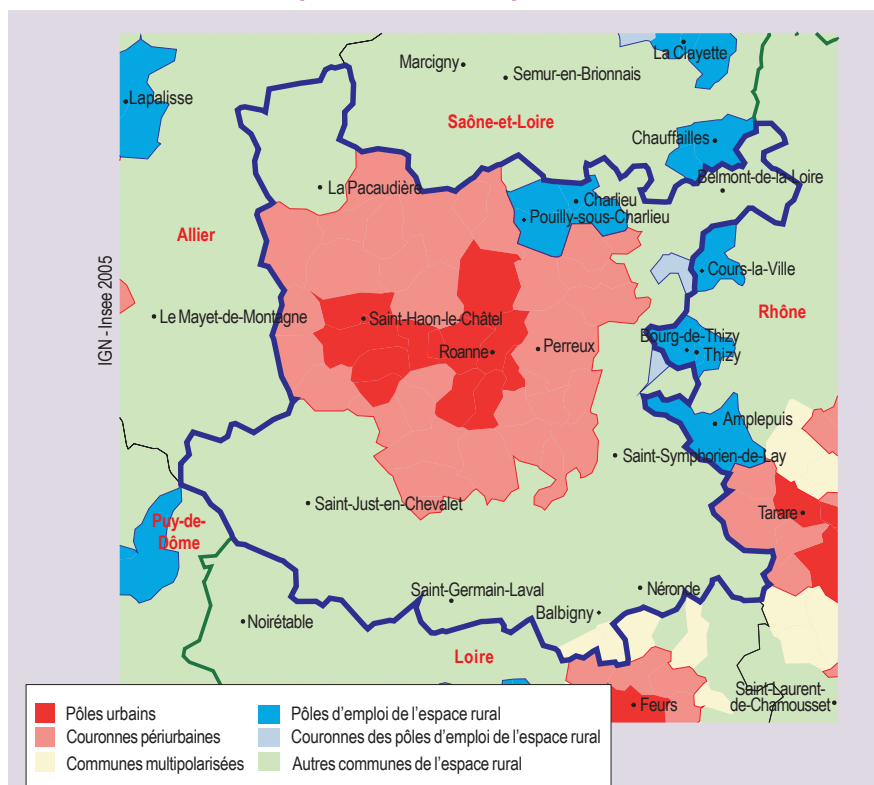 La Clayette
Marcigny
Semur-en-Brionnais
Lapalisse
Saône-et-Loire
Chauffailles
Belmont-de-la-Loire
La Pacaudière
Charlieu
Pouilly-sous-Charlieu
Allier
Cours-la-Ville
Rhône
Le Mayet-de-Montagne
Saint-Haon-le-Châtel
IGN - Insee 2005
Bourg-de-Thizy
Perreux
Roanne
Thizy
Amplepuis
Saint-Symphorien-de-Lay
Saint-Just-en-Chevalet
Tarare
Puy-de-
Dôme
Saint-Germain-Laval
Néronde
Balbigny
Noirétable
Loire
Saint-Laurent-
de-Chamousset
Feurs
Pôles urbains
Couronnes périurbaines
Communes multipolarisées
Pôles d'emploi de l'espace rural
Couronnes des pôles d'emploi de l'espace rural
Autres communes de l'espace rural